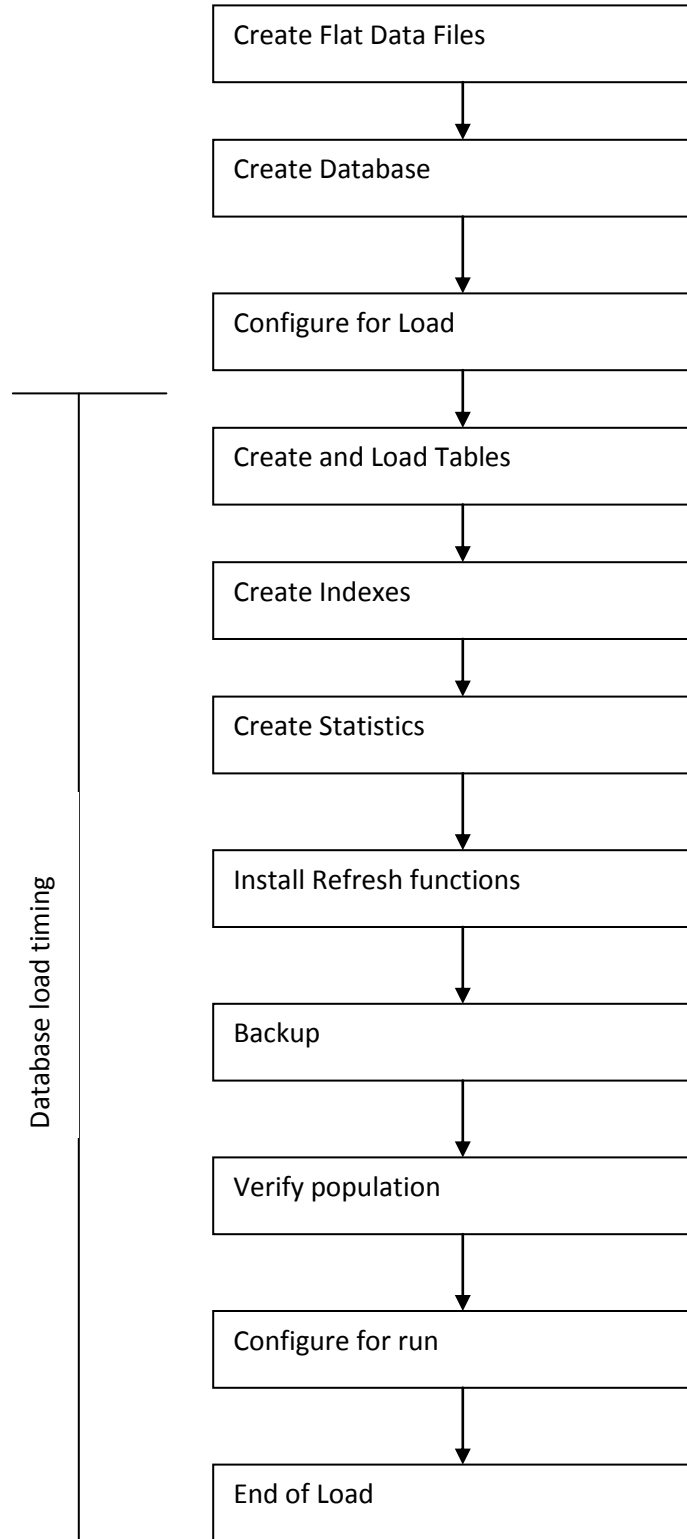 Create Flat Data Files
Create Database
Configure for Load
Create and Load Tables
Create Indexes
Create Statistics
Install Refresh functions
Backup
Verify population
Configure for run
End of Load
Database load timing